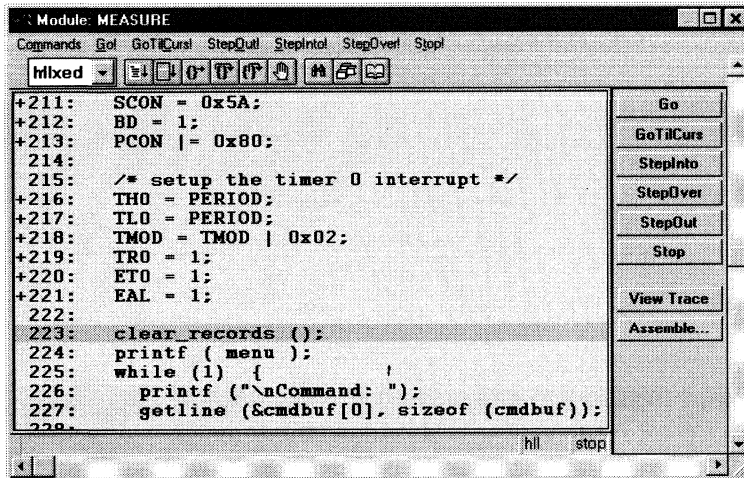 Module: MEASURE
Commands Go! GoTilCurs! StepOut! StepInto! StepOver! Stop!
hlIxed
+211: SCON = 0x5A;
+212: BD = 1;
+213: PCON |= 0x80;
214:
215: /* setup the timer 0 interrupt */
+216: TH0 = PERIOD;
+217: TL0 = PERIOD;
+218: TMOD = TMOD | 0x02;
+219: TR0 = 1;
+220: ET0 = 1;
+221: EAL = 1;
222:
223: clear_records ();
224: printf ( menu );
225: while (1) {
226: printf ("\nCommand: ");
227: getline (&cmdbuf[0], sizeof (cmdbuf));
228:
hll stop
Go
GoTilCurs
StepInto
StepOver
StepOut
Stop
View Trace
Assemble...